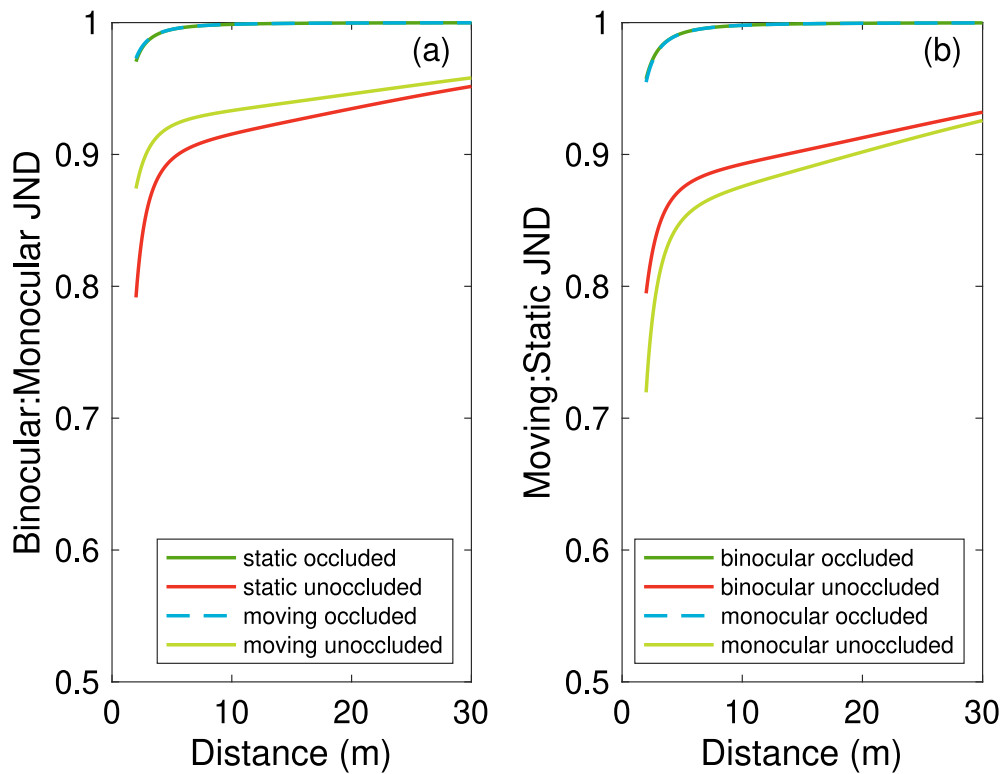 (a)
Binocular:Monocular JND
1
0.9
0.8
0.7
0.6
0.5
static occluded
static unoccluded
moving occluded
moving unoccluded
0 10 20 30
Distance (m)
(b)
Moving:Static JND
1
0.9
0.8
0.7
0.6
0.5
binocular occluded
binocular unoccluded
monocular occluded
monocular unoccluded
0 10 20 30
Distance (m)